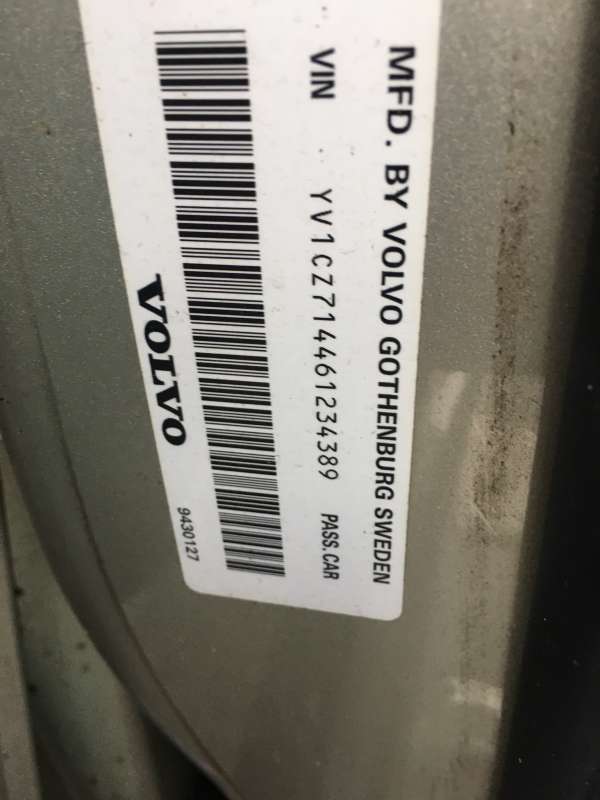 MFD. BY VOLVO GOTHENBURG SWEDEN
VIN YV1CZ714461234389 PASS.CAR
VOLVO
9430127